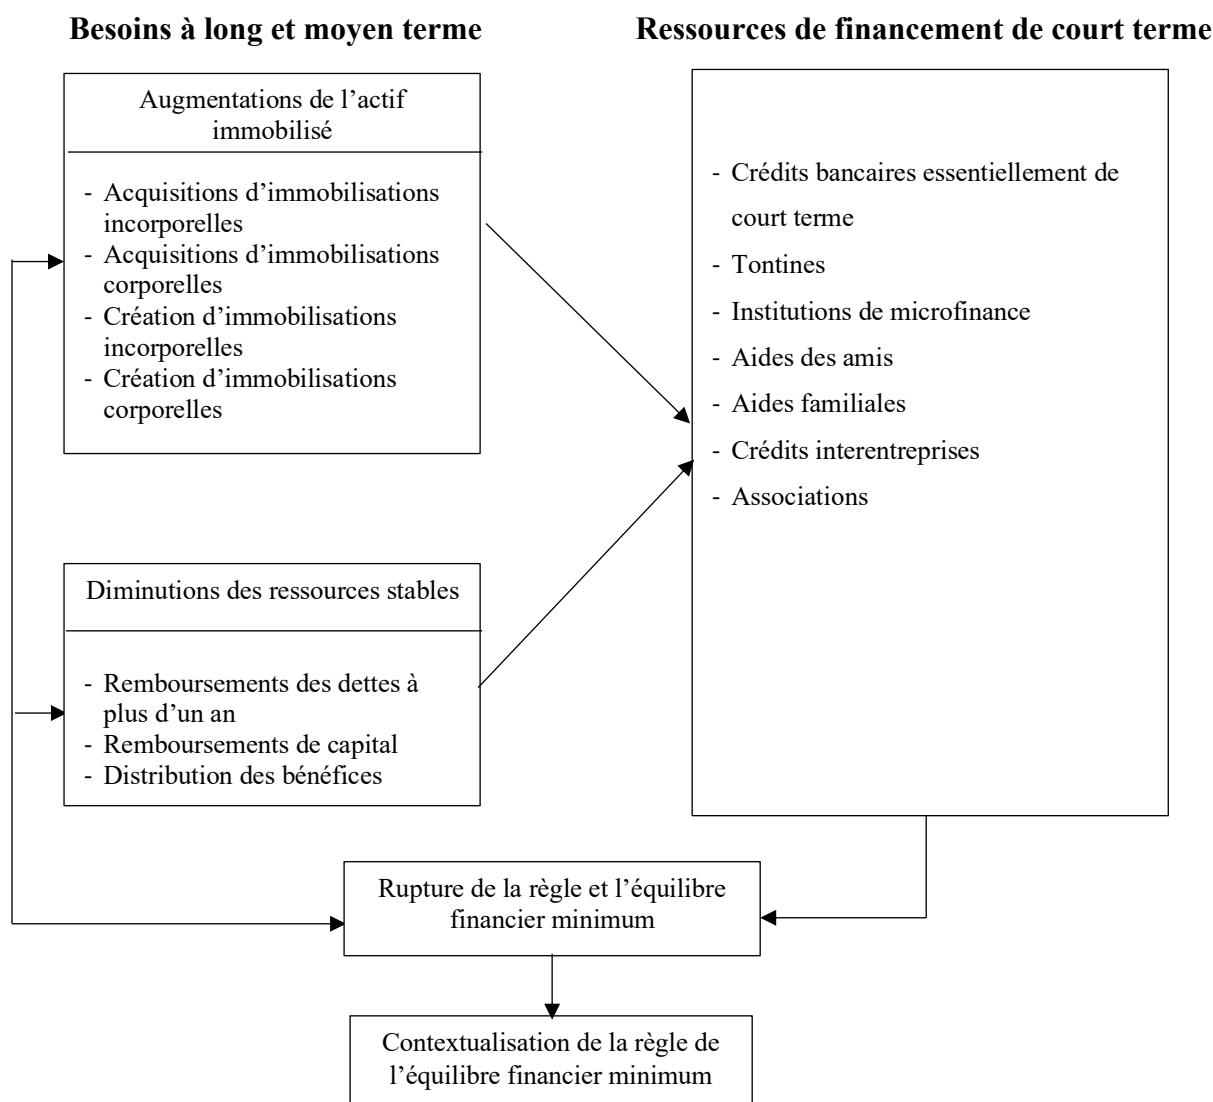 Besoins à long et moyen terme
Ressources de financement de court terme
Augmentations de l’actif
immobilisé
- Acquisitions d’immobilisations
incorporelles
- Acquisitions d’immobilisations
corporelles
- Création d’immobilisations
incorporelles
- Création d’immobilisations
corporelles
- Crédits bancaires essentiellement de
court terme
- Tontines
- Institutions de microfinance
- Aides des amis
- Aides familiales
- Crédits interentreprises
- Associations
Diminutions des ressources stables
- Remboursements des dettes à
plus d’un an
- Remboursements de capital
- Distribution des bénéfices
Rupture de la règle et l’équilibre
financier minimum
Contextualisation de la règle de
l’équilibre financier minimum